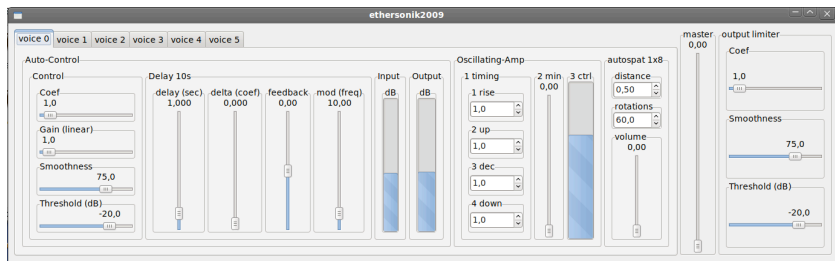 ethersonik2009
voice 0 voice 1 voice 2 voice 3 voice 4 voice 5
Auto-Control
Control
Coef
1,0
Gain (linear)
1,0
Smoothness
75,0
Threshold (dB)
-20,0
Delay 10s
delay (sec) delta (coef) feedback mod (freq)
1,000 0,000 0,00 10,00
Input Output
dB dB
Oscillating-Amp
1 timing
1 rise
1,0
2 up
1,0
3 dec
1,0
4 down
1,0
2 min
0,00
3 ctrl
autospat 1x8
distance
0,50
rotations
60,0
volume
0,00
master
0,00
output limiter
Coef
1,0
Smoothness
75,0
Threshold (dB)
-20,0